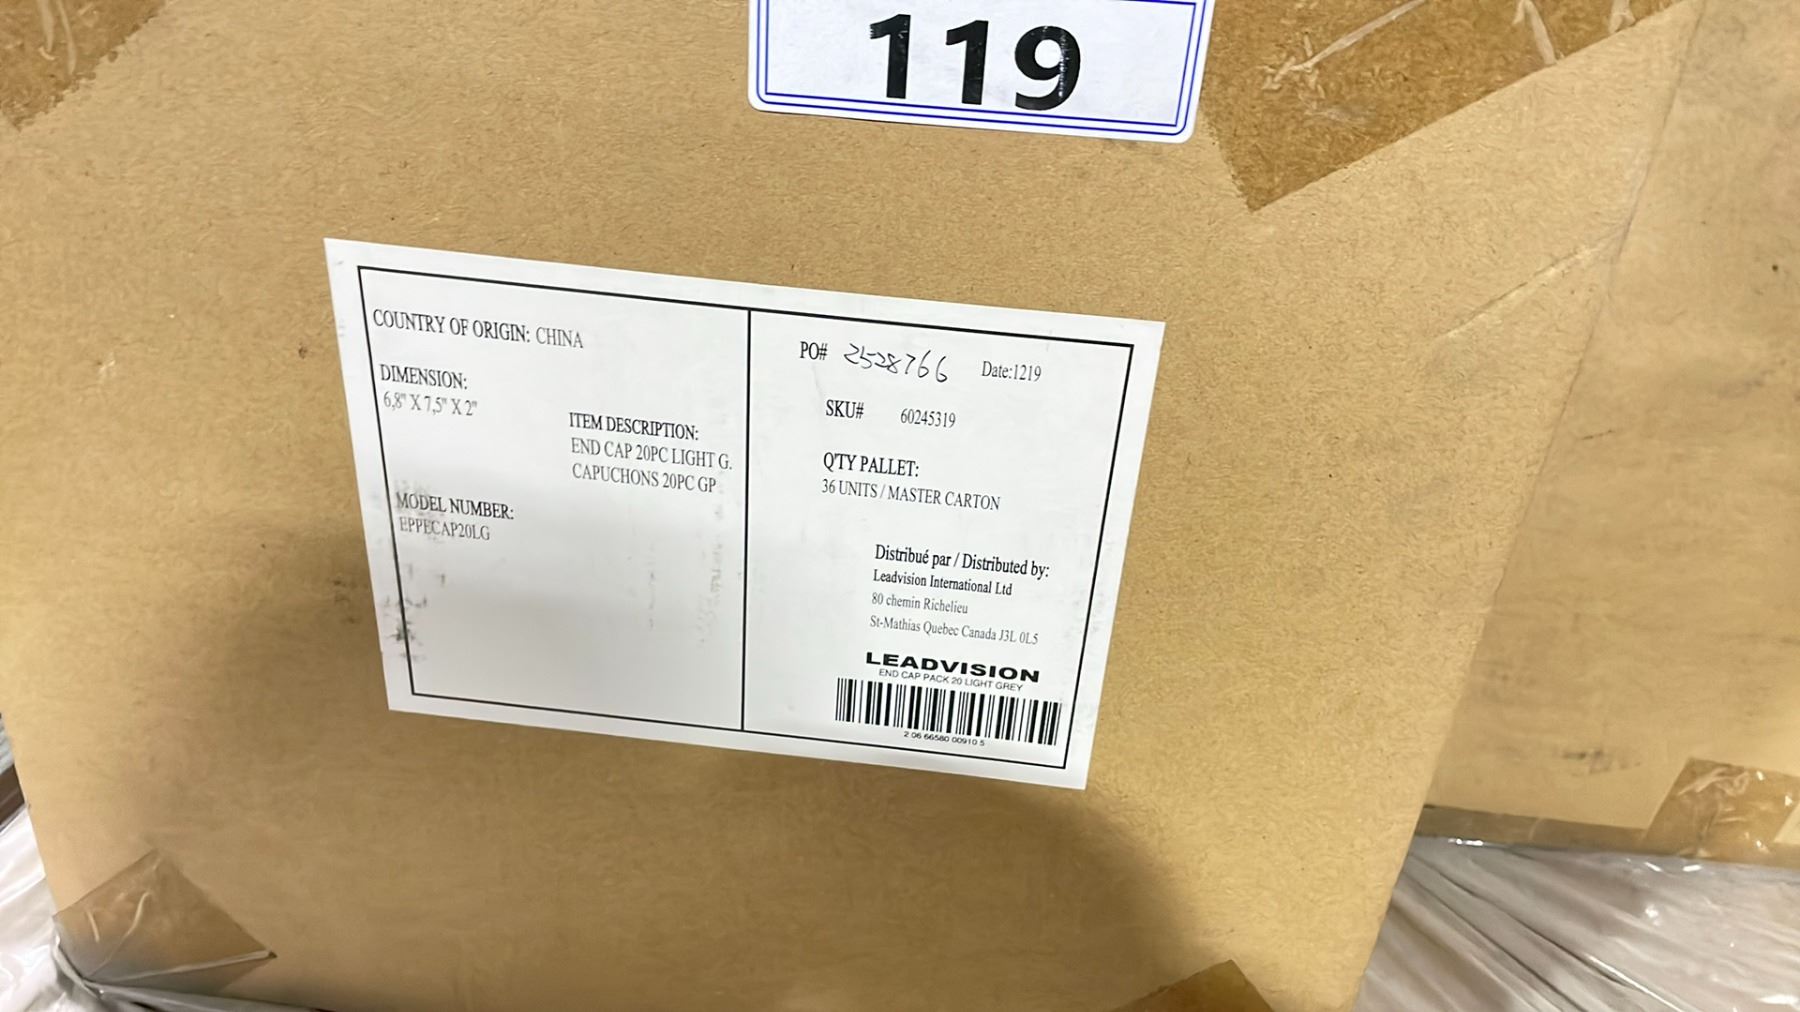 119
COUNTRY OF ORIGIN: CHINA
DIMENSION:
6,8" X 7,5" X 2"
ITEM DESCRIPTION:
END CAP 20PC LIGHT G.
CAPUCHONS 20PC GP
MODEL NUMBER:
EPPECAP20LG
PO# 2528766 Date:1219
SKU# 60245319
Q'TY PALLET:
36 UNITS / MASTER CARTON
Distribué par / Distributed by:
Leadvision International Ltd
80 chemin Richelieu
St-Mathias Quebec Canada J3L 0L5
LEADVISION
END CAP PACK 20 LIGHT GREY
2 06 66580 00910 5